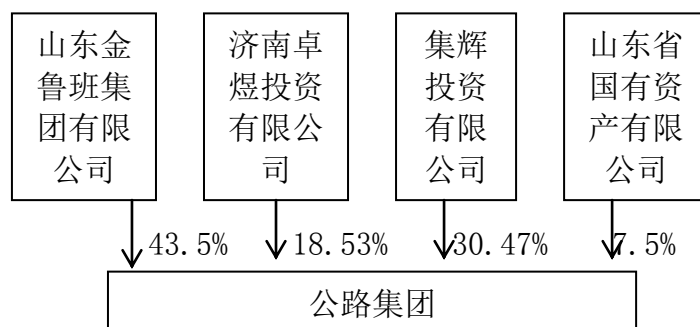 山东金
鲁班集
团有限
公司
济南卓
煜投资
有限公
司
集辉
投资
有限
公司
山东省
国有资
产有限
公司
43.5%
18.53%
30.47%
7.5%
公路集团